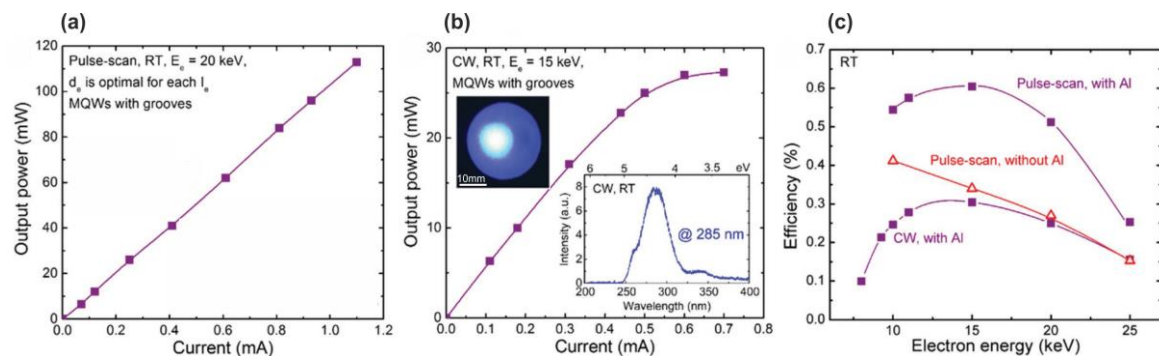 (a)
120
100
80
60
40
20
0
Output power (mW)
Pulse-scan, RT, Eₑ = 20 keV,
dₑ is optimal for each Iₑ
MQWs with grooves
0.0 0.2 0.4 0.6 0.8 1.0 1.2
Current (mA)
(b)
30
20
10
0
Output power (mW)
CW, RT, Eₑ = 15 keV,
MQWs with grooves
10mm
6 5 4 3.5 eV
CW, RT
8
6
4
2
0
Intensity (a.u.)
@ 285 nm
200 250 300 350 400
Wavelength (nm)
0.0 0.1 0.2 0.3 0.4 0.5 0.6 0.7 0.8
Current (mA)
(c)
0.7
0.6
0.5
0.4
0.3
0.2
0.1
0.0
Efficiency (%)
RT
Pulse-scan, with Al
Pulse-scan, without Al
CW, with Al
10 15 20 25
Electron energy (keV)